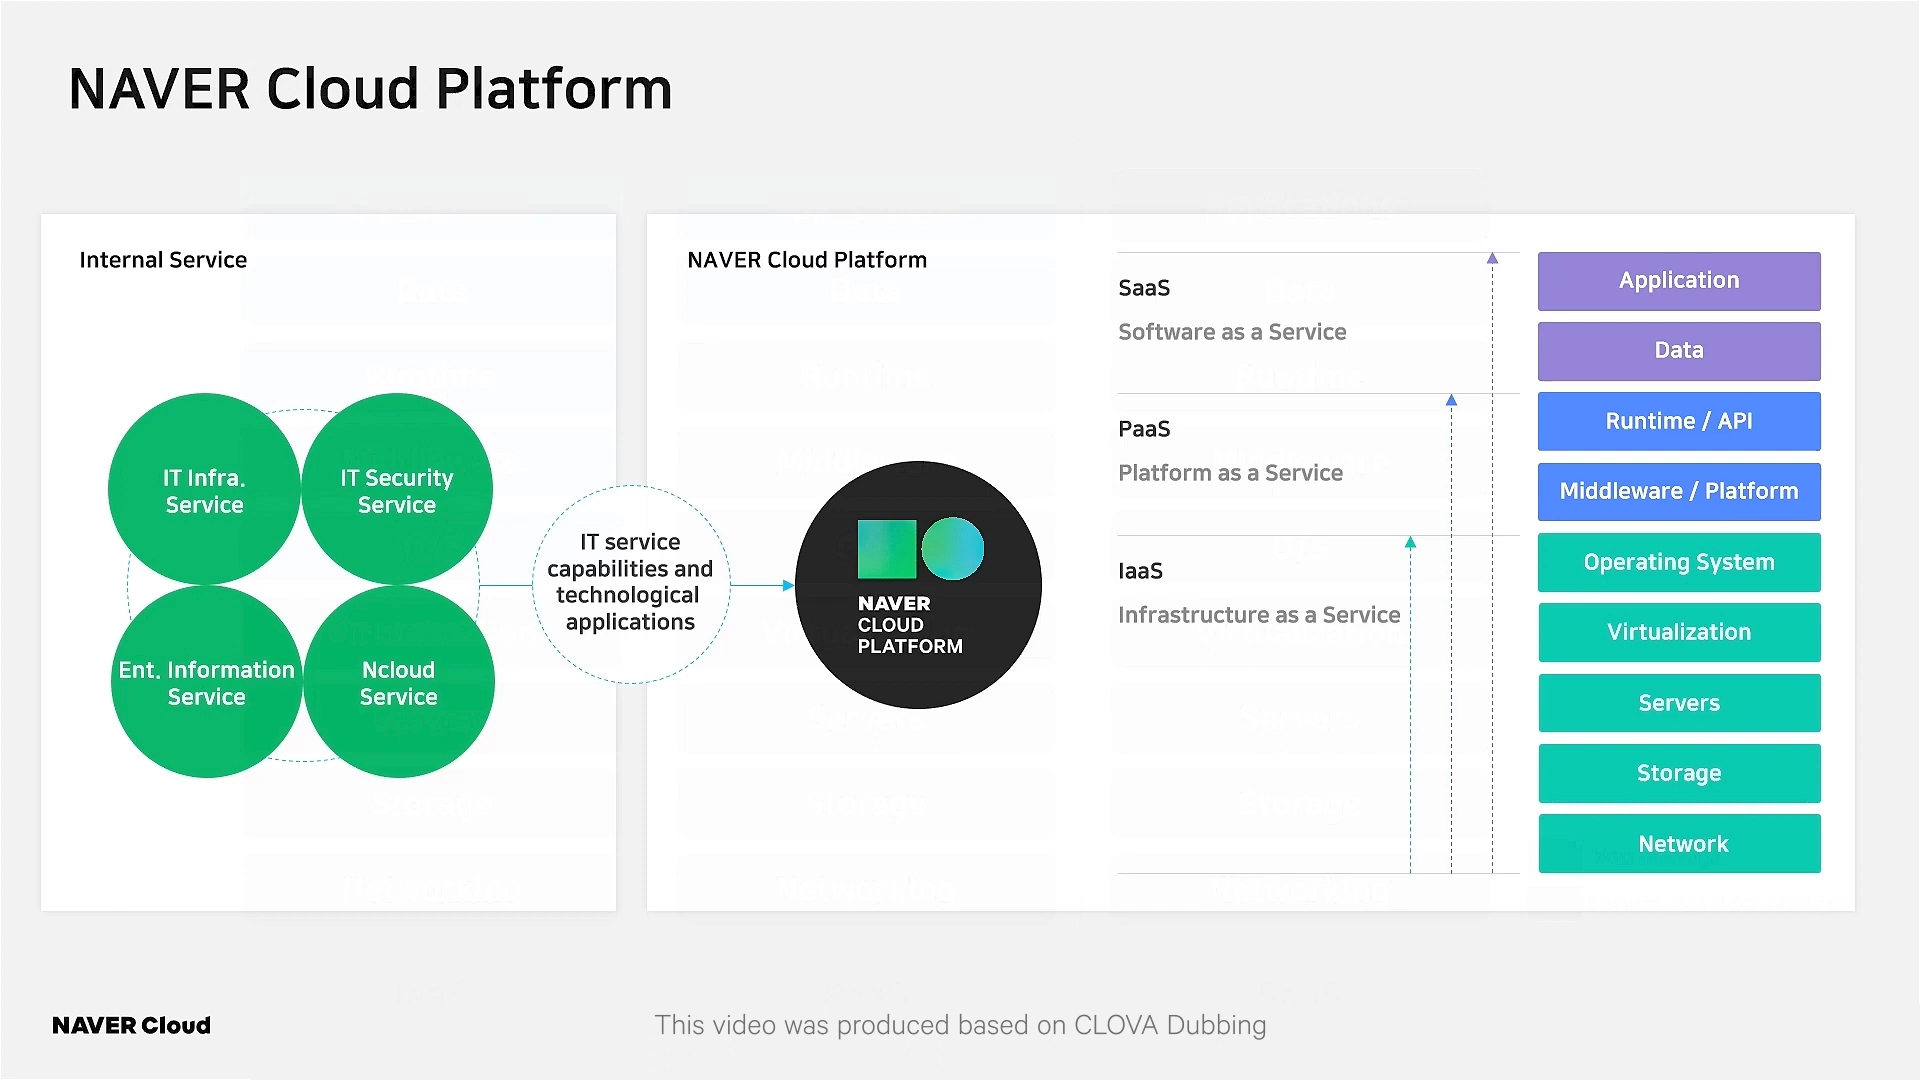 NAVER Cloud Platform
Internal Service
IT Infra.
Service
IT Security
Service
Ent. Information
Service
Ncloud
Service
IT service
capabilities and
technological
applications
NAVER Cloud Platform
NAVER
CLOUD
PLATFORM
SaaS
Software as a Service
PaaS
Platform as a Service
IaaS
Infrastructure as a Service
Application
Data
Runtime / API
Middleware / Platform
Operating System
Virtualization
Servers
Storage
Network
NAVER Cloud
This video was produced based on CLOVA Dubbing